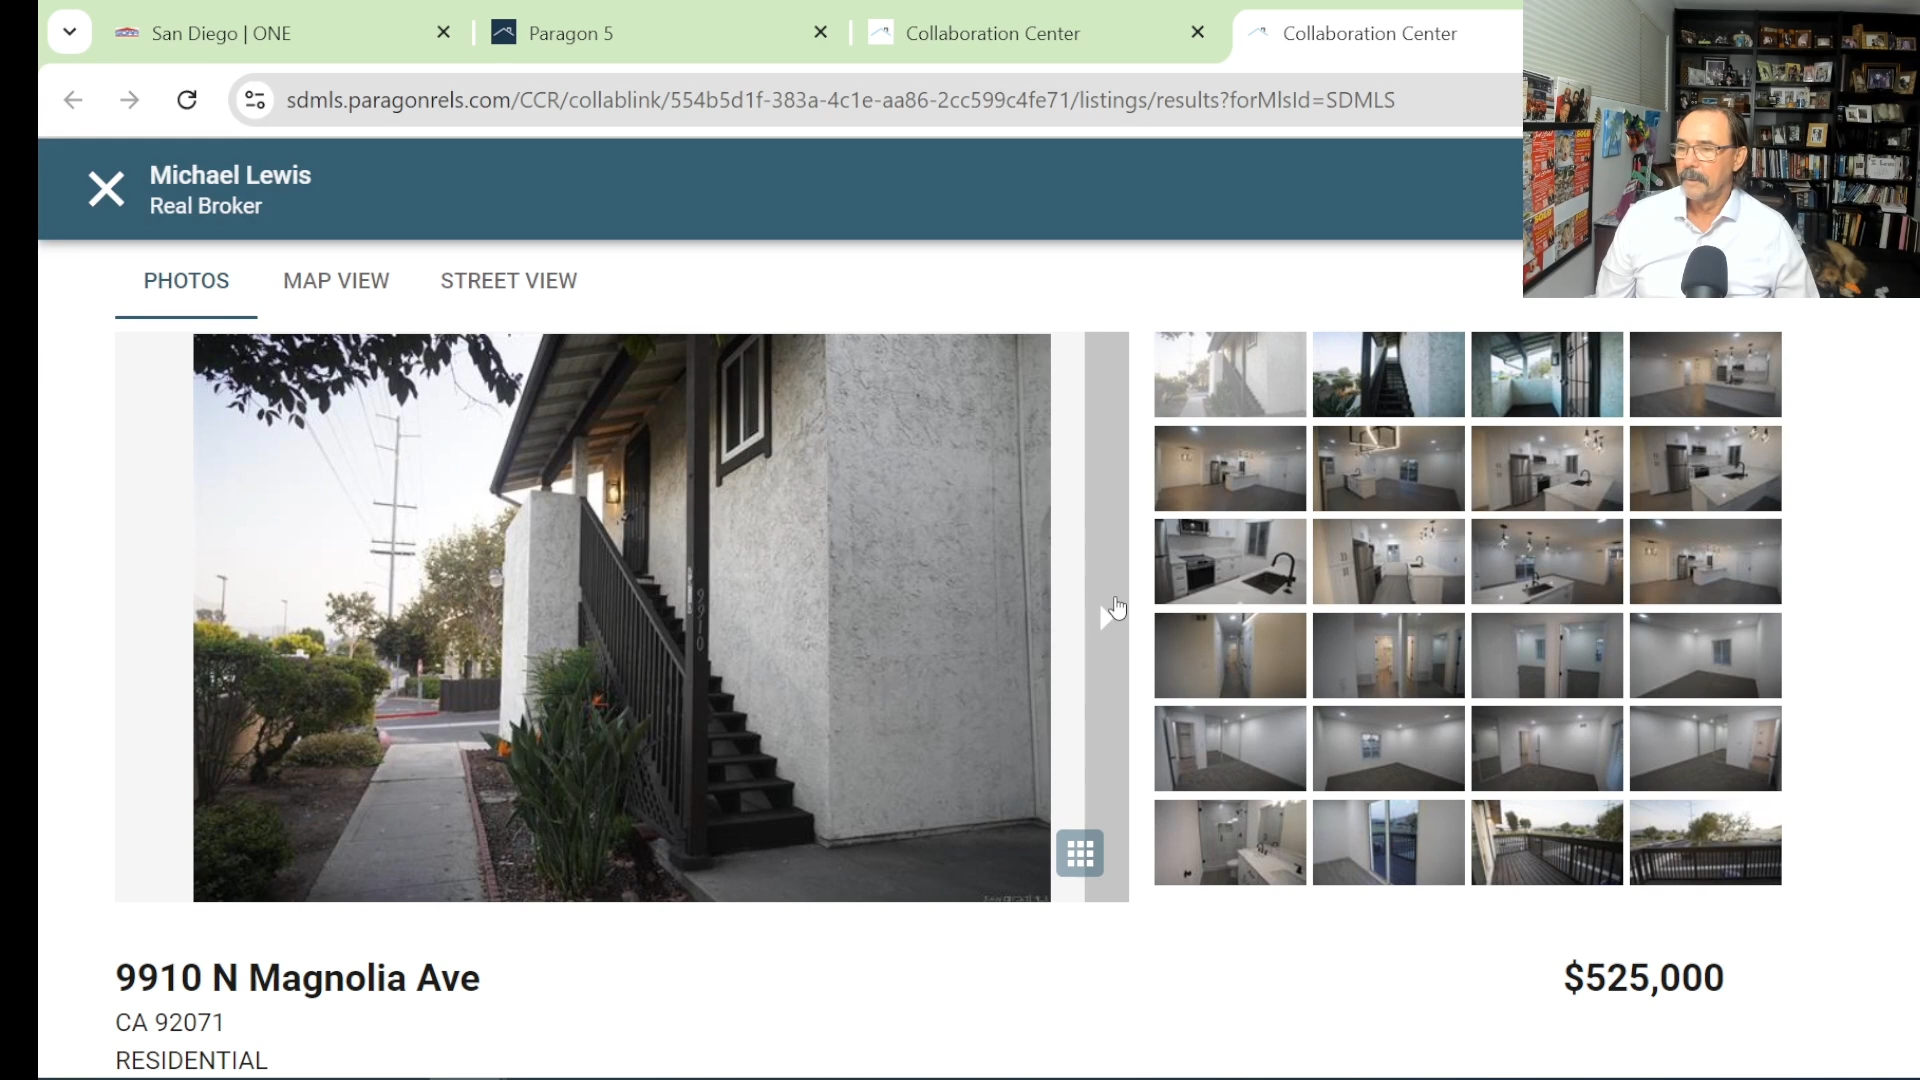 San Diego | ONE
Paragon 5
Collaboration Center
Collaboration Center
sdmls.paragonrels.com/CCR/collablink/554b5d1f-383a-4c1e-aa86-2cc599c4fe71/listings/results?forMlsId=SDMLS
Michael Lewis
Real Broker
PHOTOS
MAP VIEW
STREET VIEW
9910
9910 N Magnolia Ave
$525,000
CA 92071
RESIDENTIAL